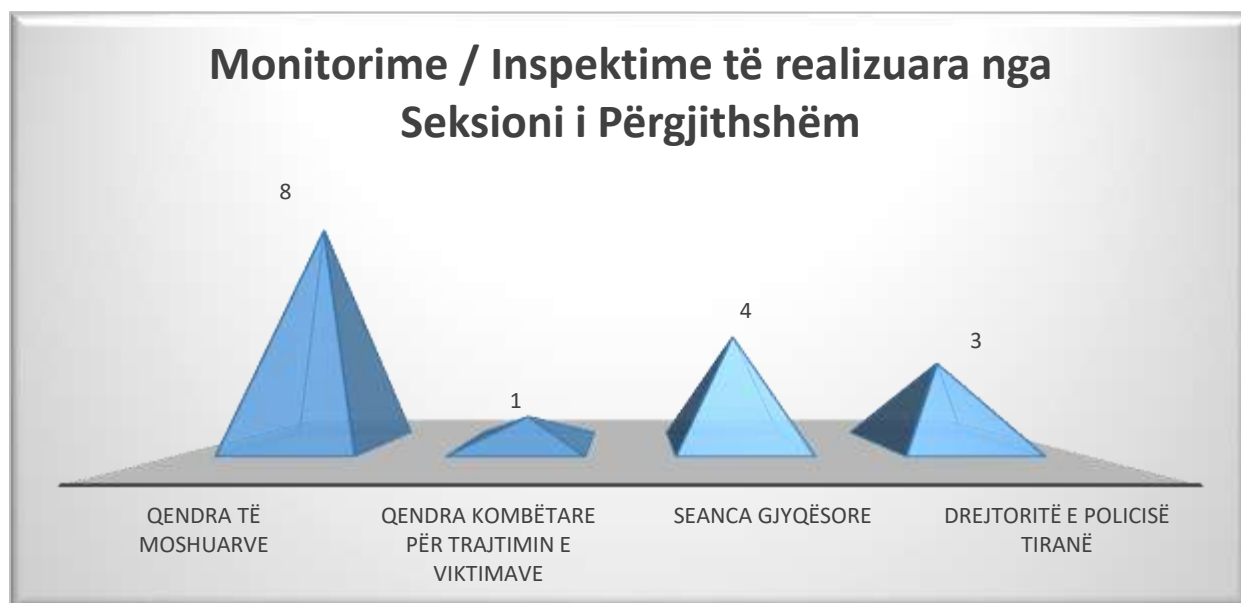 Monitorime / Inspektime të realizuara nga
Seksioni i Përgjithshëm
8
1
4
3
QENDRA TË
MOSHUARVE
QENDRA KOMBËTARE
PËR TRAJTIMIN E
VIKTIMAVE
SEANCA GJYQËSORE
DREJTORITË E POLICISË
TIRANË